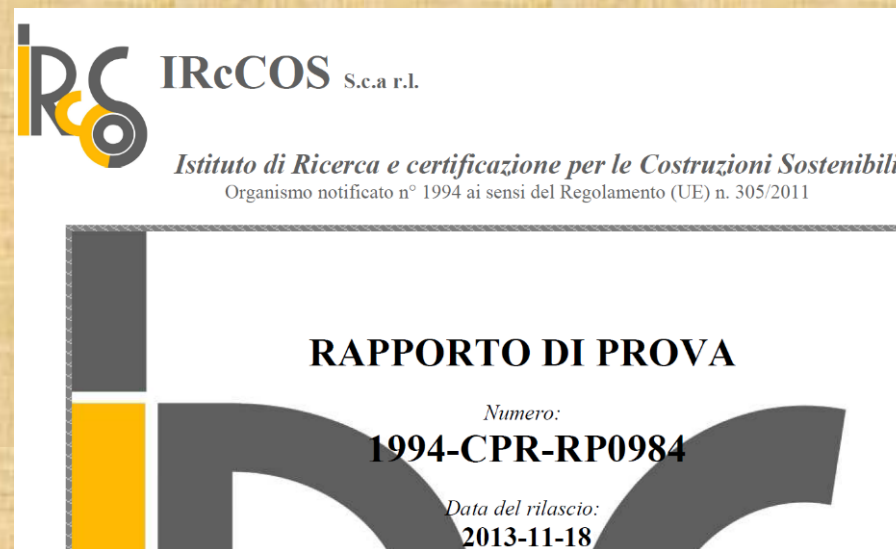 IRcCOS
IRcCOS S.c.a r.l.
Istituto di Ricerca e certificazione per le Costruzioni Sostenibili
Organismo notificato n° 1994 ai sensi del Regolamento (UE) n. 305/2011
RAPPORTO DI PROVA
Numero:
1994-CPR-RP0984
Data del rilascio:
2013-11-18